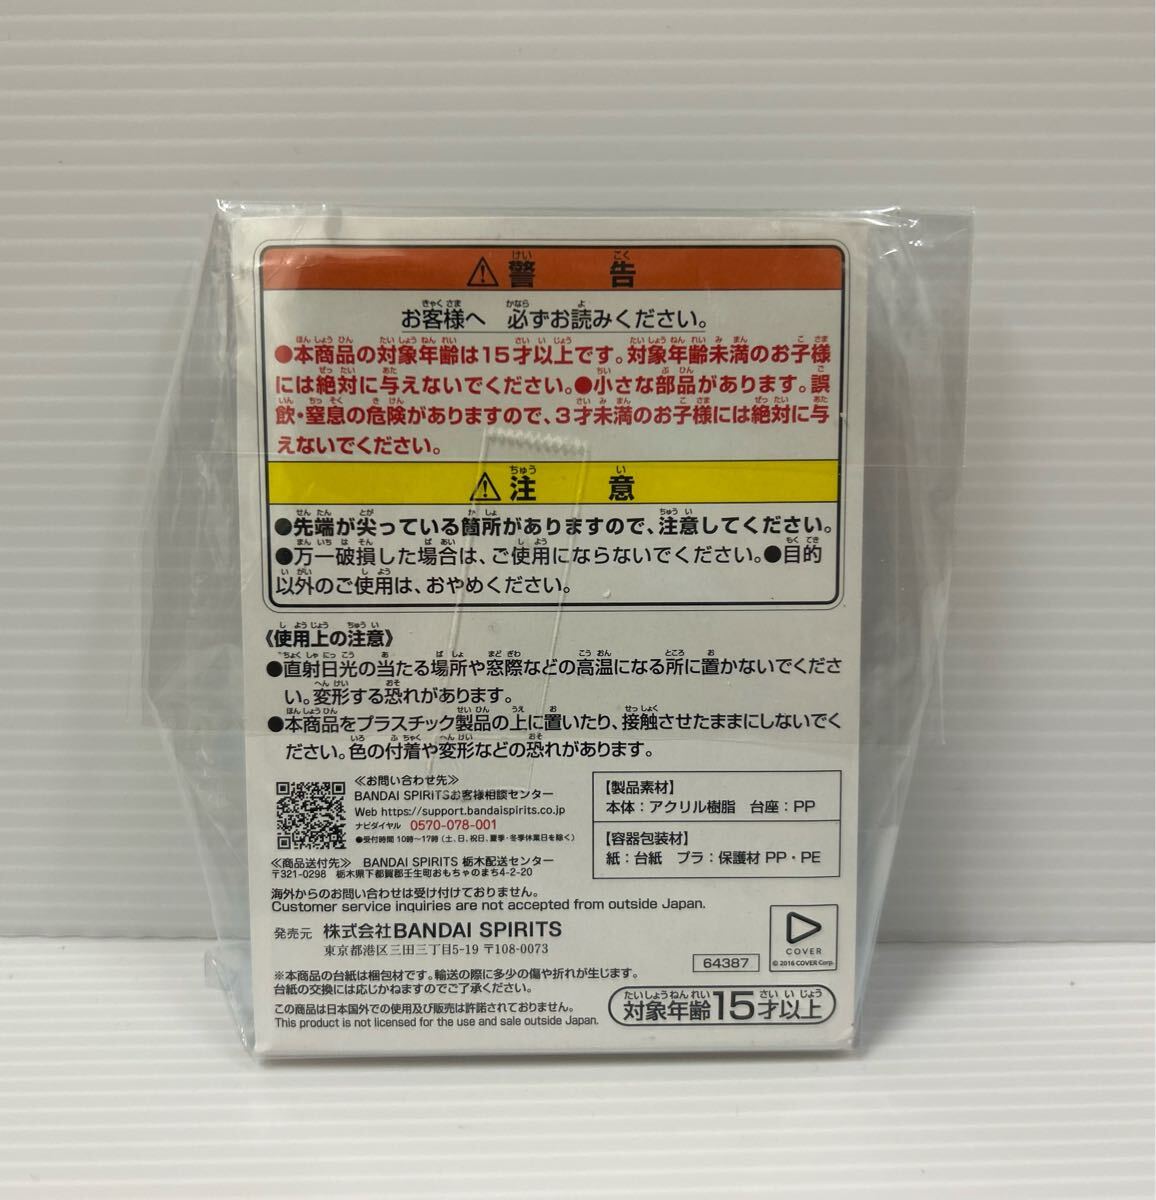 ⚠警告
お客様へ 必ずお読みください。
●本商品の対象年齢は15才以上です。対象年齢未満のお子様
には絶対に与えないでください。●小さな部品があります。誤
飲・窒息の危険がありますので、3才未満のお子様には絶対に与
えないでください。
⚠注意
●先端が尖っている箇所がありますので、注意してください。
●万一破損した場合は、ご使用にならないでください。●目的
以外のご使用は、おやめください。
《使用上の注意》
●直射日光の当たる場所や窓際などの高温になる所に置かないでくださ
い。変形する恐れがあります。
●本商品をプラスチック製品の上に置いたり、接触させたままにしないでく
ださい。色の付着や変形などの恐れがあります。
≪お問い合わせ先≫
BANDAI SPIRITSお客様相談センター
Web https://support.bandaispirits.co.jp
ナビダイヤル 0570-078-001
●受付時間 10時〜17時 (土、日、祝日、夏季・冬季休業日を除く)
≪商品送付先≫ BANDAI SPIRITS 栃木配送センター
〒321-0298 栃木県下都賀郡壬生町おもちゃのまち4-2-20
【製品素材】
本体：アクリル樹脂 台座：PP
【容器包装材】
紙：台紙 プラ：保護材 PP・PE
海外からのお問い合わせは受け付けておりません。
Customer service inquiries are not accepted from outside Japan.
発売元 株式会社BANDAI SPIRITS
東京都港区三田三丁目5-19 〒108-0073
COVER
© 2016 COVER Corp.
64387
※本商品の台紙は梱包材です。輸送の際に多少の傷や折れが生じます。
台紙の交換には応じかねますのでご了承ください。
この商品は日本国外での使用及び販売は許諾されておりません。
This product is not licensed for the use and sale outside Japan.
対象年齢15才以上